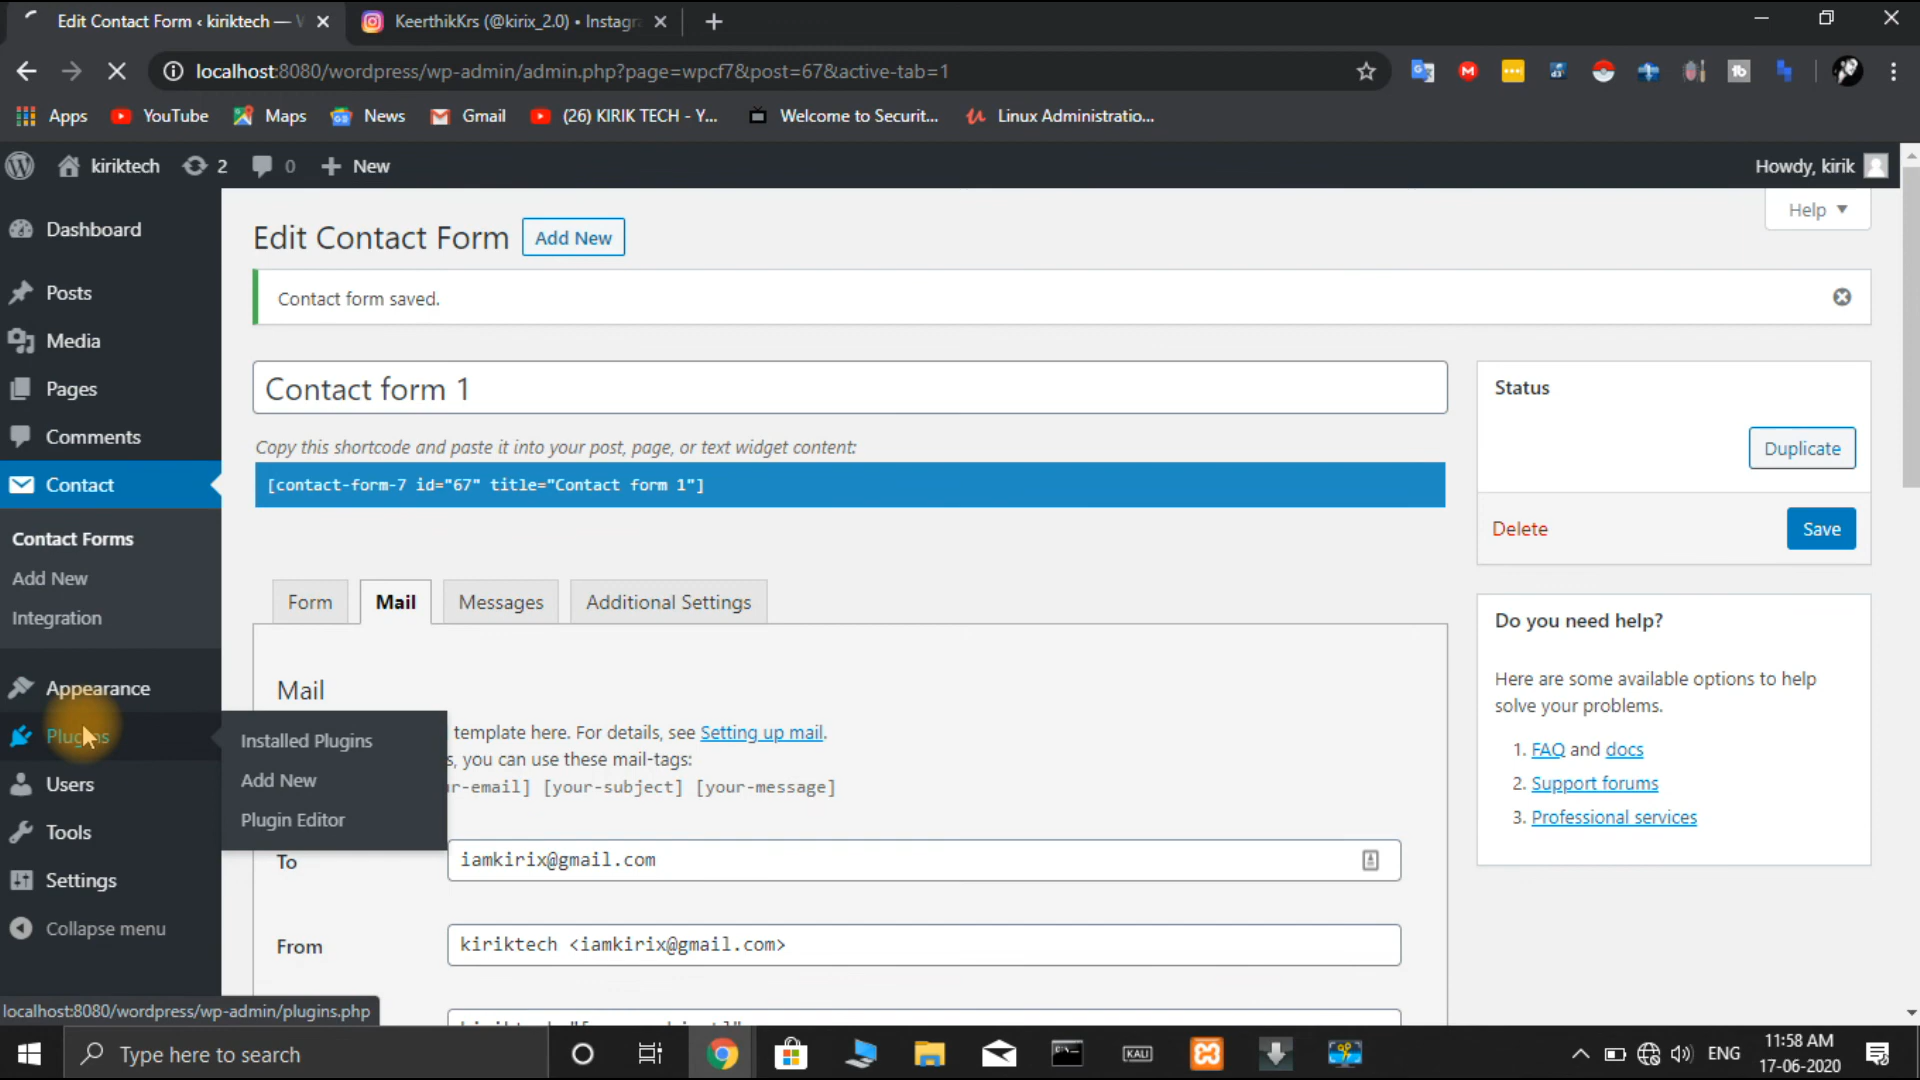 Edit Contact Form ‹ kiriktech —
KeerthikKrs (@kirix_2.0) • Instagr
localhost:8080/wordpress/wp-admin/admin.php?page=wpcf7&post=67&active-tab=1
Apps
YouTube
Maps
News
Gmail
(26) KIRIK TECH - Y...
Welcome to Securit...
Linux Administratio...
kiriktech
2
0
New
Howdy, kirik
Dashboard
Posts
Media
Pages
Comments
Contact
Contact Forms
Add New
Integration
Appearance
Plugins
Users
Tools
Settings
Collapse menu
Installed Plugins
Add New
Plugin Editor
Help
Edit Contact Form
Add New
Contact form saved.
Contact form 1
Copy this shortcode and paste it into your post, page, or text widget content:
[contact-form-7 id="67" title="Contact form 1"]
Form
Mail
Messages
Additional Settings
Mail
template here. For details, see Setting up mail.
s, you can use these mail-tags:
r-email] [your-subject] [your-message]
To
iamkirix@gmail.com
From
kiriktech <iamkirix@gmail.com>
Status
Duplicate
Delete
Save
Do you need help?
Here are some available options to help
solve your problems.
1. FAQ and docs
2. Support forums
3. Professional services
localhost:8080/wordpress/wp-admin/plugins.php
Type here to search
KALI
ENG
11:58 AM
17-06-2020